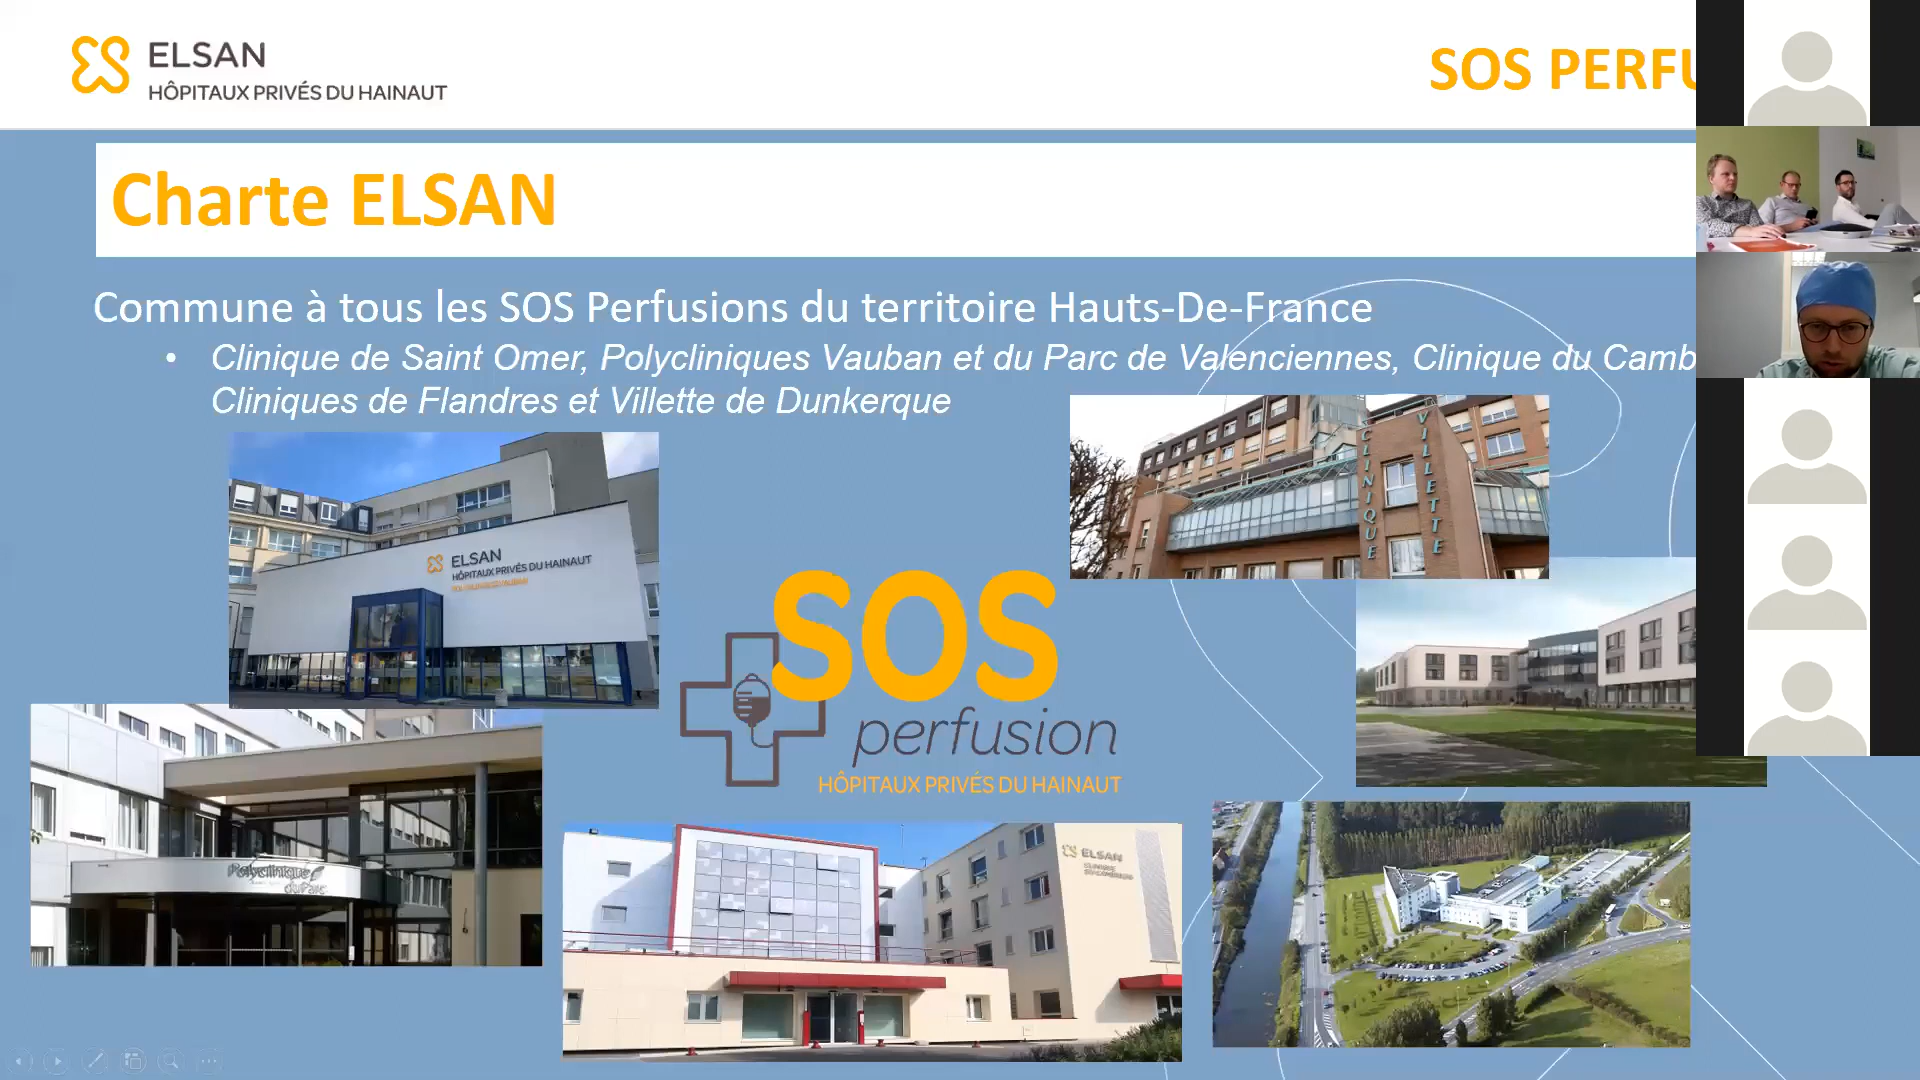 ELSAN
HÔPITAUX PRIVÉS DU HAINAUT
SOS PERFU
Charte ELSAN
Commune à tous les SOS Perfusions du territoire Hauts-De-France
• Clinique de Saint Omer, Polycliniques Vauban et du Parc de Valenciennes, Clinique du Camb
Cliniques de Flandres et Villette de Dunkerque
CLINIQUE VILLETTE
ELSAN
HÔPITAUX PRIVÉS DU HAINAUT
SOS
perfusion
HÔPITAUX PRIVÉS DU HAINAUT
Polyclinique
du Parc
ELSAN
CLINIQUE
DU CAMBRÉSIS